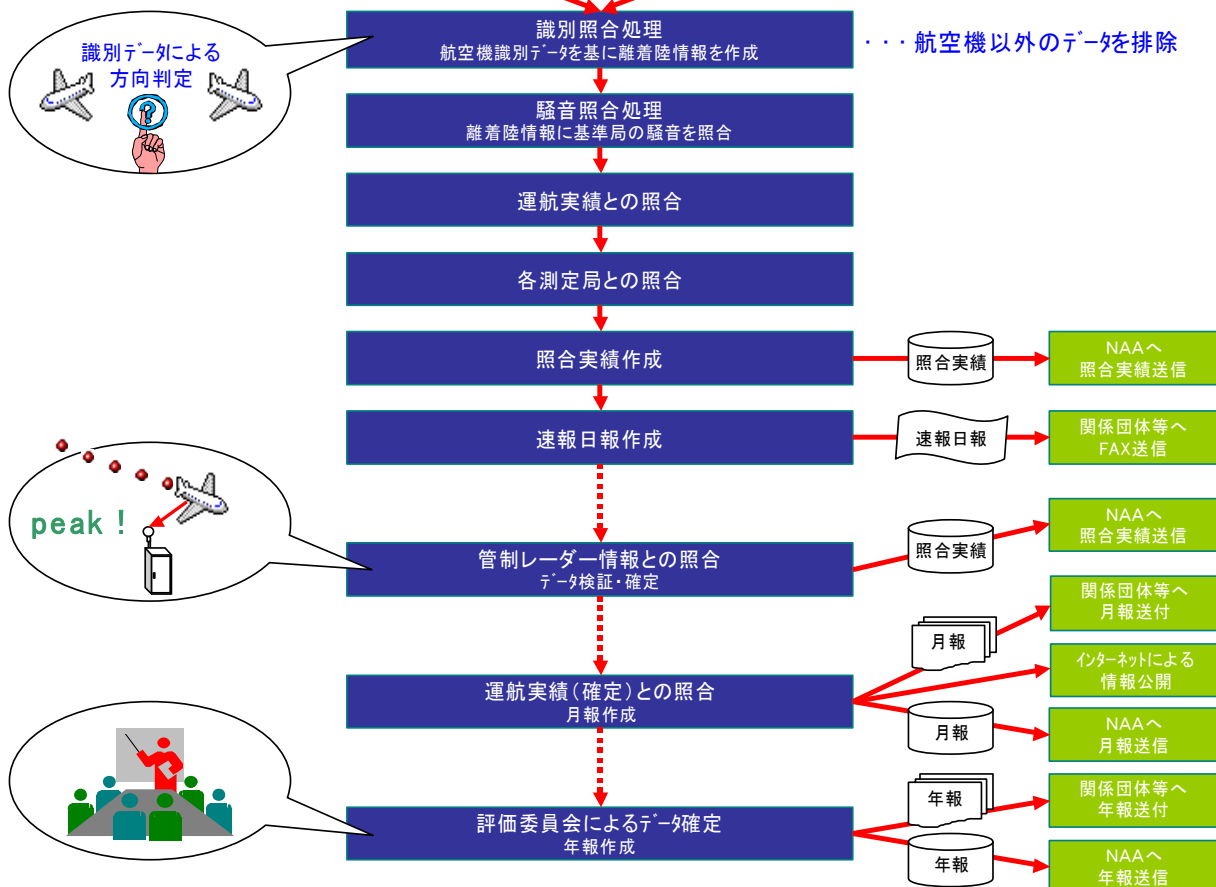 識別照合処理
航空機識別データを基に離着陸情報を作成
・・・航空機以外のデータを排除
識別データによる
方向判定
?
騒音照合処理
離着陸情報に基準局の騒音を照合
運航実績との照合
各測定局との照合
照合実績作成
照合実績
NAAへ
照合実績送信
速報日報作成
速報日報
関係団体等へ
FAX送信
peak!
管制レーダー情報との照合
データ検証・確定
照合実績
NAAへ
照合実績送信
運航実績(確定)との照合
月報作成
月報
関係団体等へ
月報送付
インターネットによる
情報公開
月報
NAAへ
月報送信
評価委員会によるデータ確定
年報作成
年報
関係団体等へ
年報送付
年報
NAAへ
年報送信